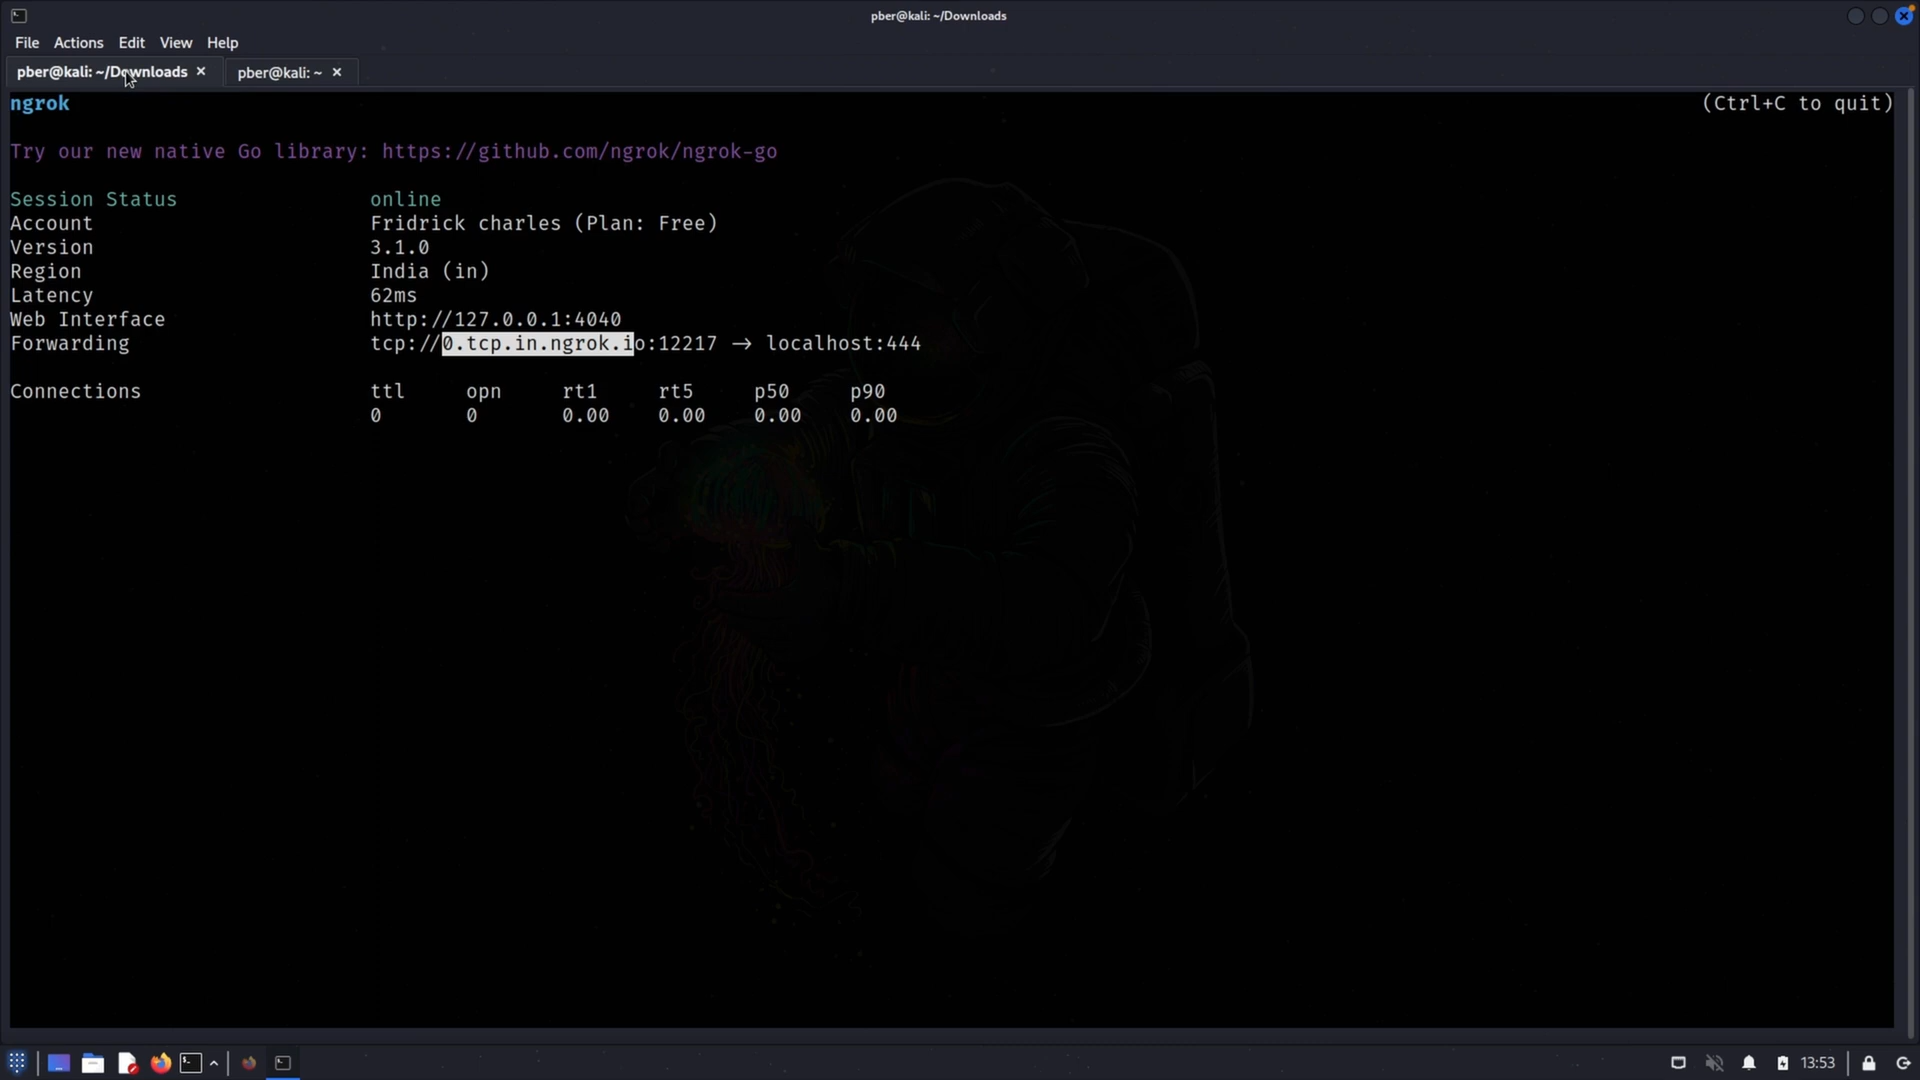 pber@kali: ~/Downloads
File Actions Edit View Help
pber@kali: ~/Downloads × pber@kali: ~ ×
ngrok (Ctrl+C to quit)
Try our new native Go library: https://github.com/ngrok/ngrok-go
Session Status online
Account Fridrick charles (Plan: Free)
Version 3.1.0
Region India (in)
Latency 62ms
Web Interface http://127.0.0.1:4040
Forwarding tcp://0.tcp.in.ngrok.io:12217 → localhost:444
Connections ttl opn rt1 rt5 p50 p90
0 0 0.00 0.00 0.00 0.00
13:53